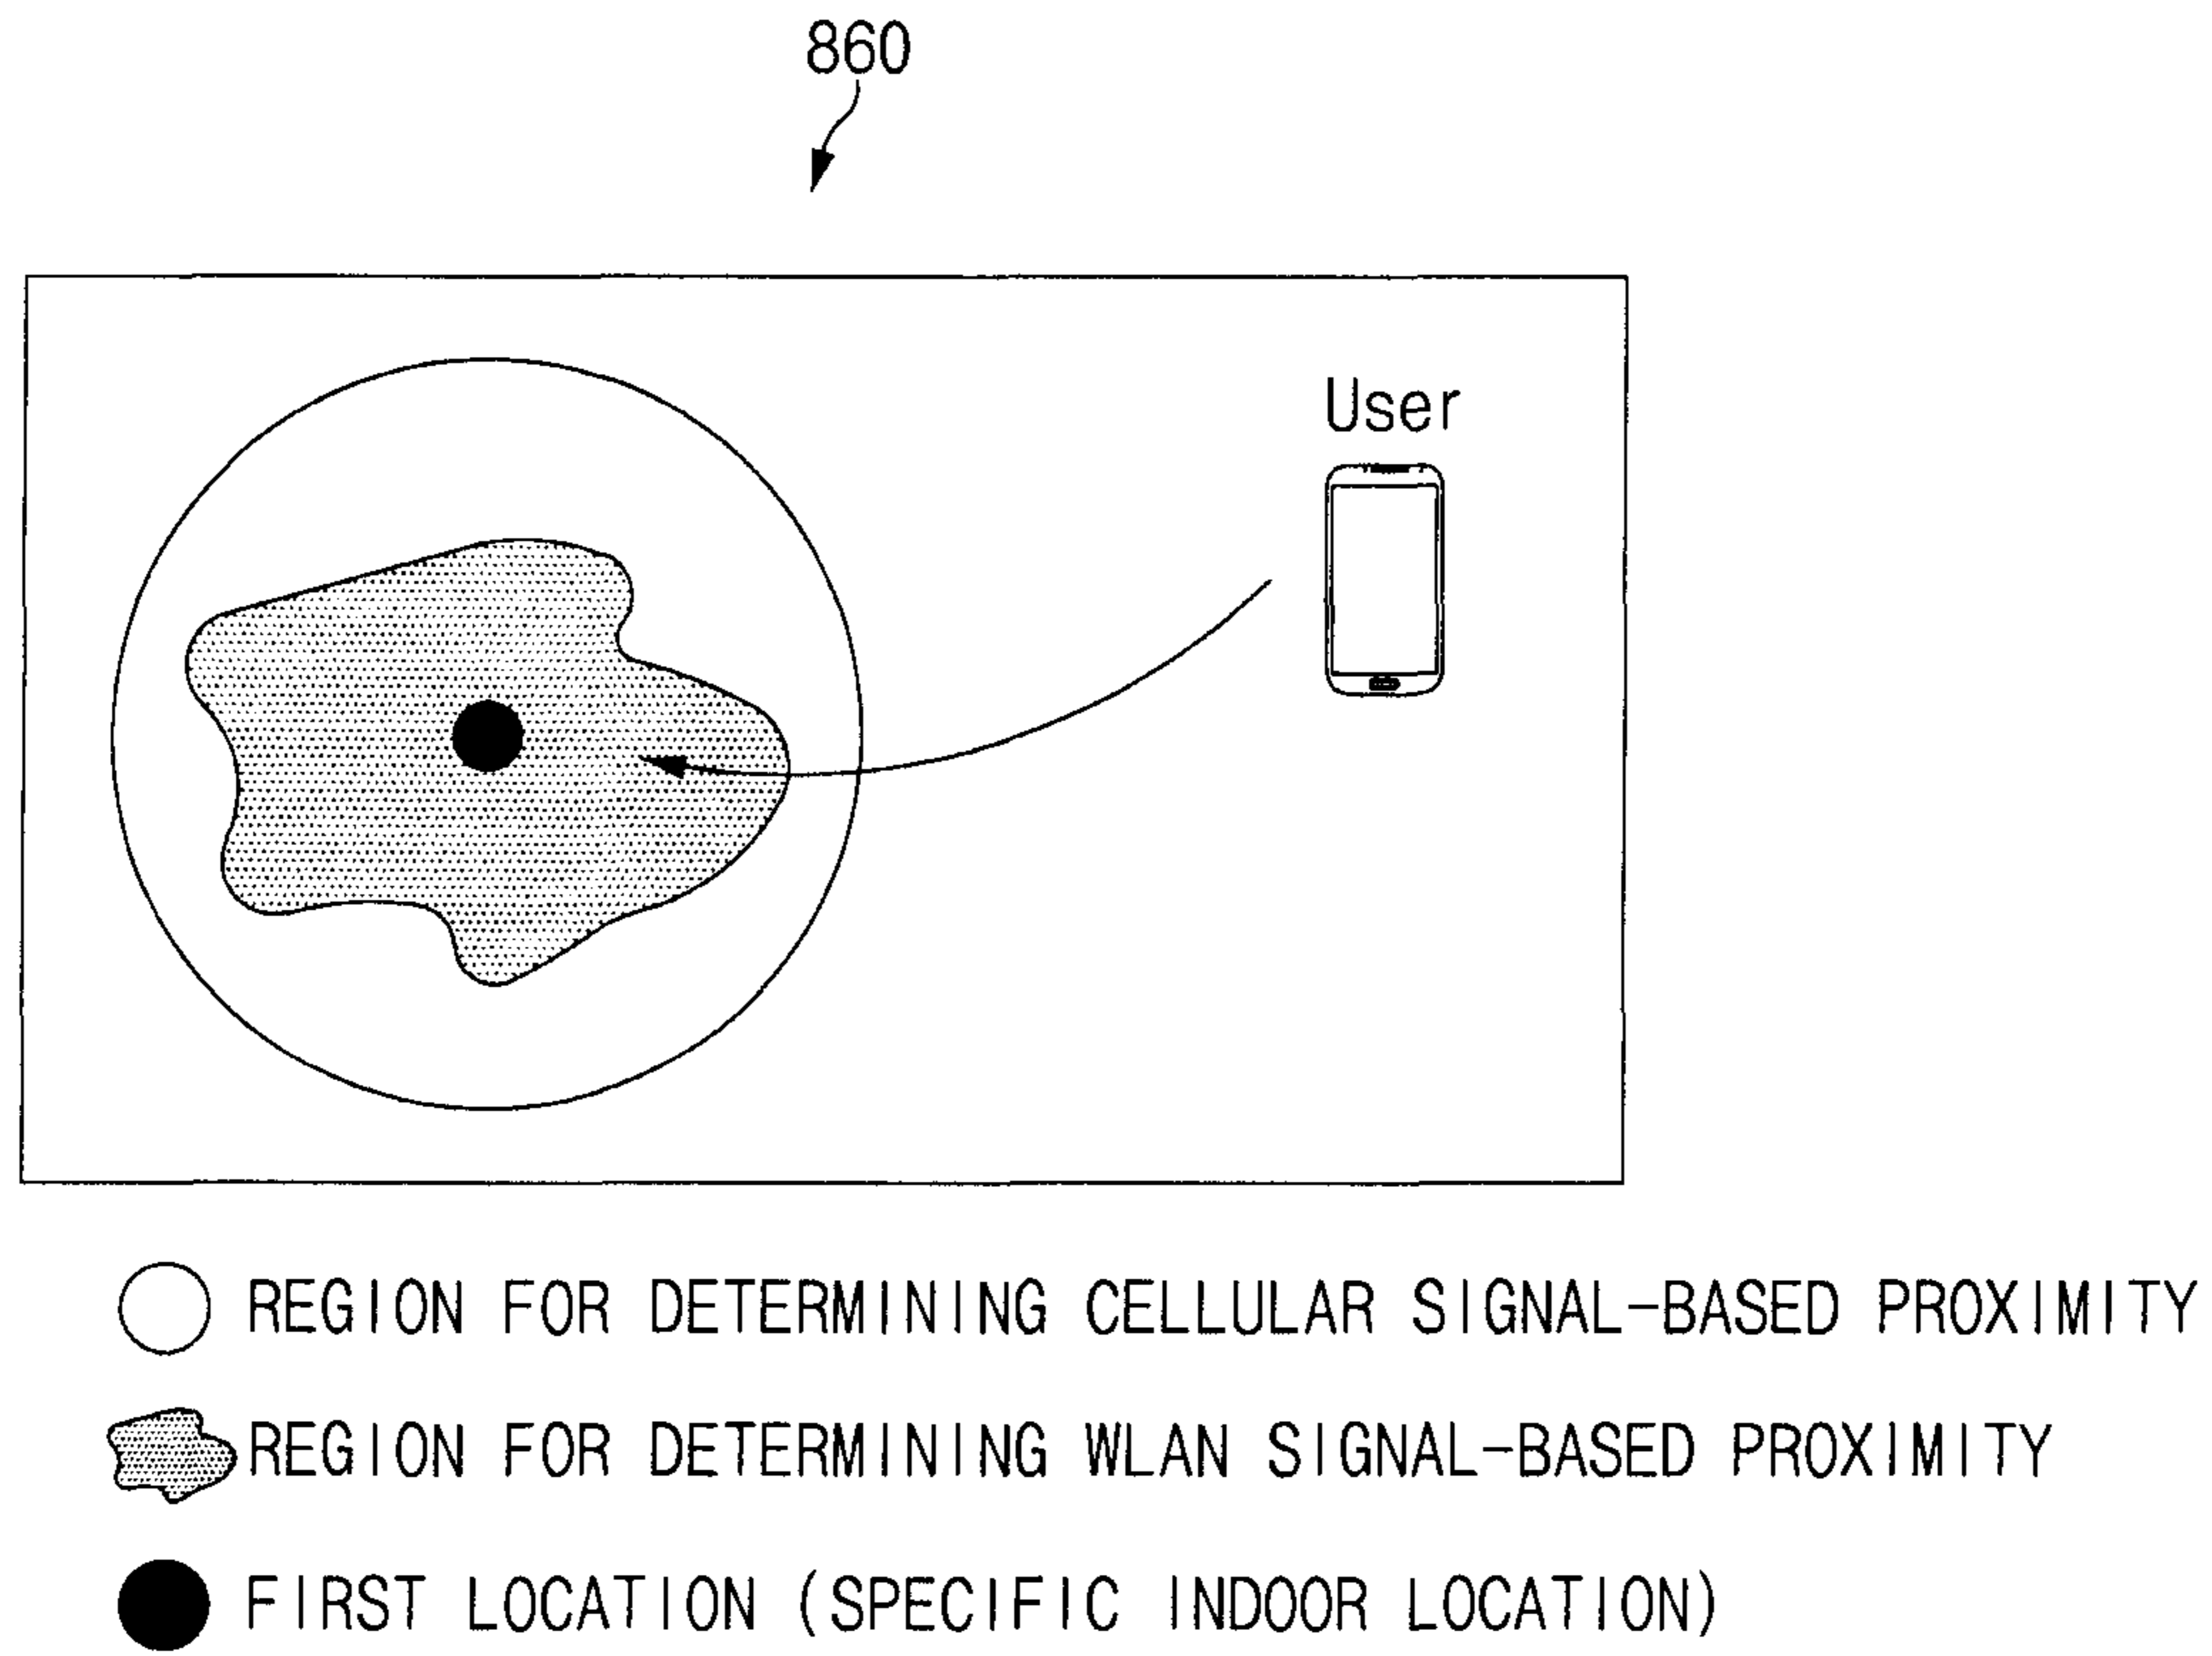 860
User
REGION FOR DETERMINING CELLULAR SIGNAL-BASED PROXIMITY
REGION FOR DETERMINING WLAN SIGNAL-BASED PROXIMITY
FIRST LOCATION (SPECIFIC INDOOR LOCATION)